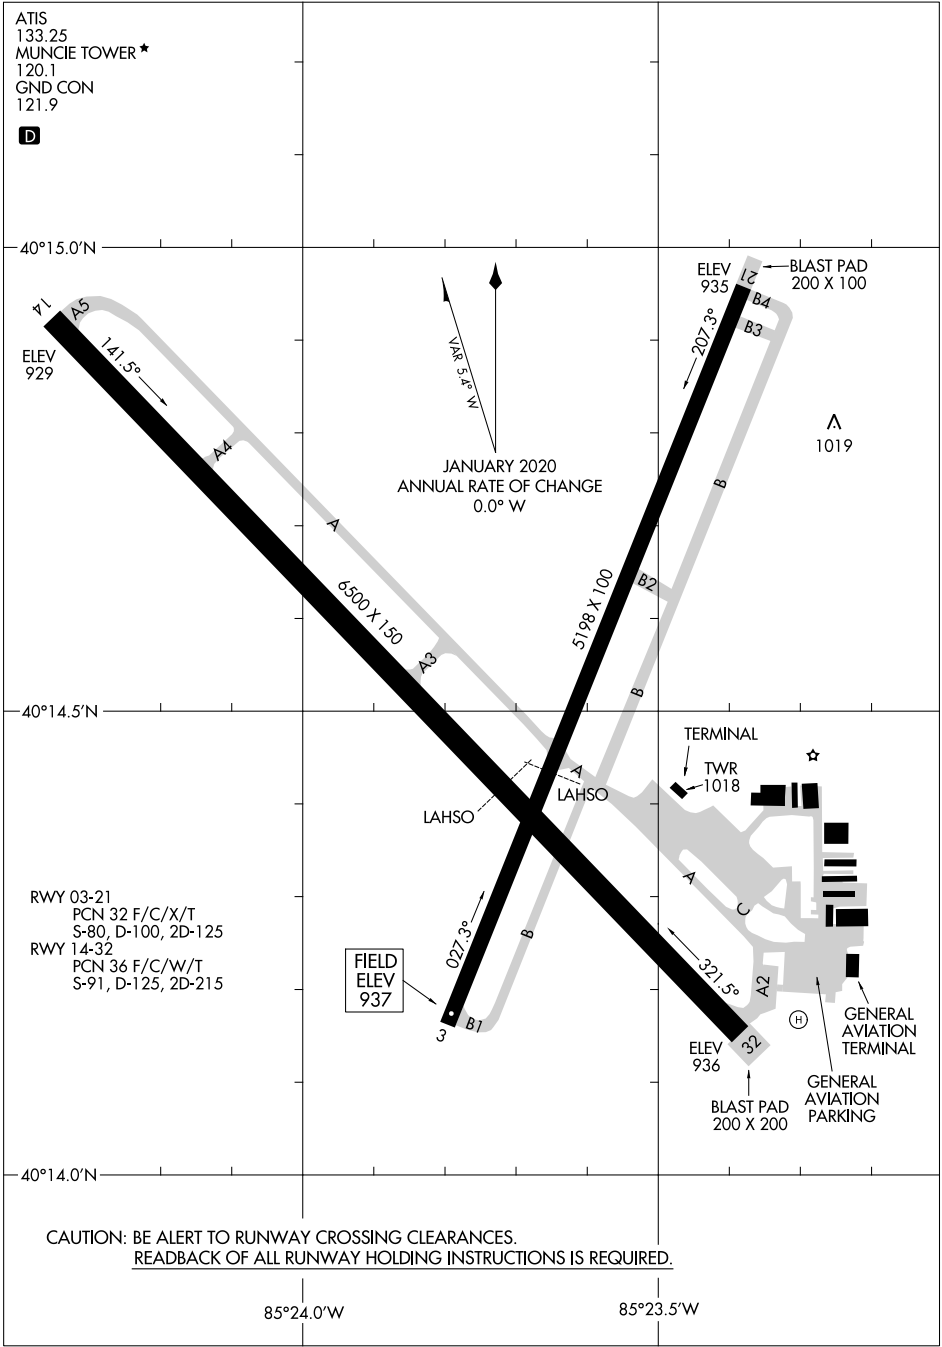 ATIS
133.25
MUNCIE TOWER ★
120.1
GND CON
121.9
D
40°15.0'N
ELEV
935
21
BLAST PAD
200 X 100
B4
B3
207.3°
14
A5
ELEV
929
141.5°
VAR 5.4° W
JANUARY 2020
ANNUAL RATE OF CHANGE
0.0° W
1019
A4
A
B
6500 X 150
5198 X 100
B2
A3
B
40°14.5'N
TERMINAL
TWR
1018
A
LAHSO
LAHSO
A
C
RWY 03-21
PCN 32 F/C/X/T
S-80, D-100, 2D-125
RWY 14-32
PCN 36 F/C/W/T
S-91, D-125, 2D-215
027.3°
B
321.5°
A2
FIELD
ELEV
937
B1
3
H
ELEV
936
32
GENERAL
AVIATION
TERMINAL
BLAST PAD
200 X 200
GENERAL
AVIATION
PARKING
40°14.0'N
CAUTION: BE ALERT TO RUNWAY CROSSING CLEARANCES.
READBACK OF ALL RUNWAY HOLDING INSTRUCTIONS IS REQUIRED.
85°24.0'W
85°23.5'W